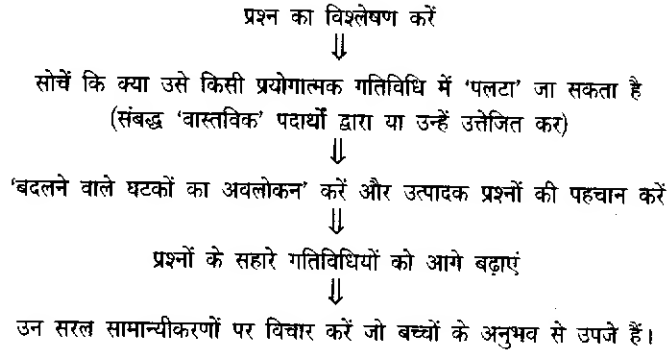 प्रश्न का विश्लेषण करें
⇓
सोचें कि क्या उसे किसी प्रयोगात्मक गतिविधि में 'पलटा' जा सकता है
(संबद्ध 'वास्तविक' पदार्थों द्वारा या उन्हें उत्तेजित कर)
⇓
'बदलने वाले घटकों का अवलोकन' करें और उत्पादक प्रश्नों की पहचान करें
⇓
प्रश्नों के सहारे गतिविधियों को आगे बढ़ाएं
⇓
उन सरल सामान्यीकरणों पर विचार करें जो बच्चों के अनुभव से उपजे हैं।